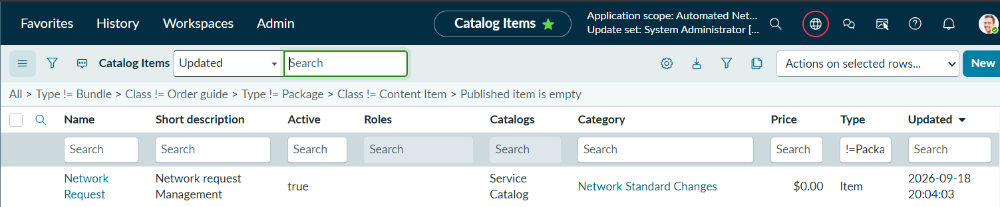 Favorites History Workspaces Admin Catalog Items Application scope: Automated Net...
Update set: System Administrator [...
Catalog Items Updated Search Actions on selected rows... New
All > Type != Bundle > Class != Order guide > Type != Package > Class != Content Item > Published item is empty
Name Short description Active Roles Catalogs Category Price Type Updated
Search Search Search Search Search Search Search !=Packa Search
Network Request Network request Management true Service Catalog Network Standard Changes $0.00 Item 2026-09-18 20:04:03